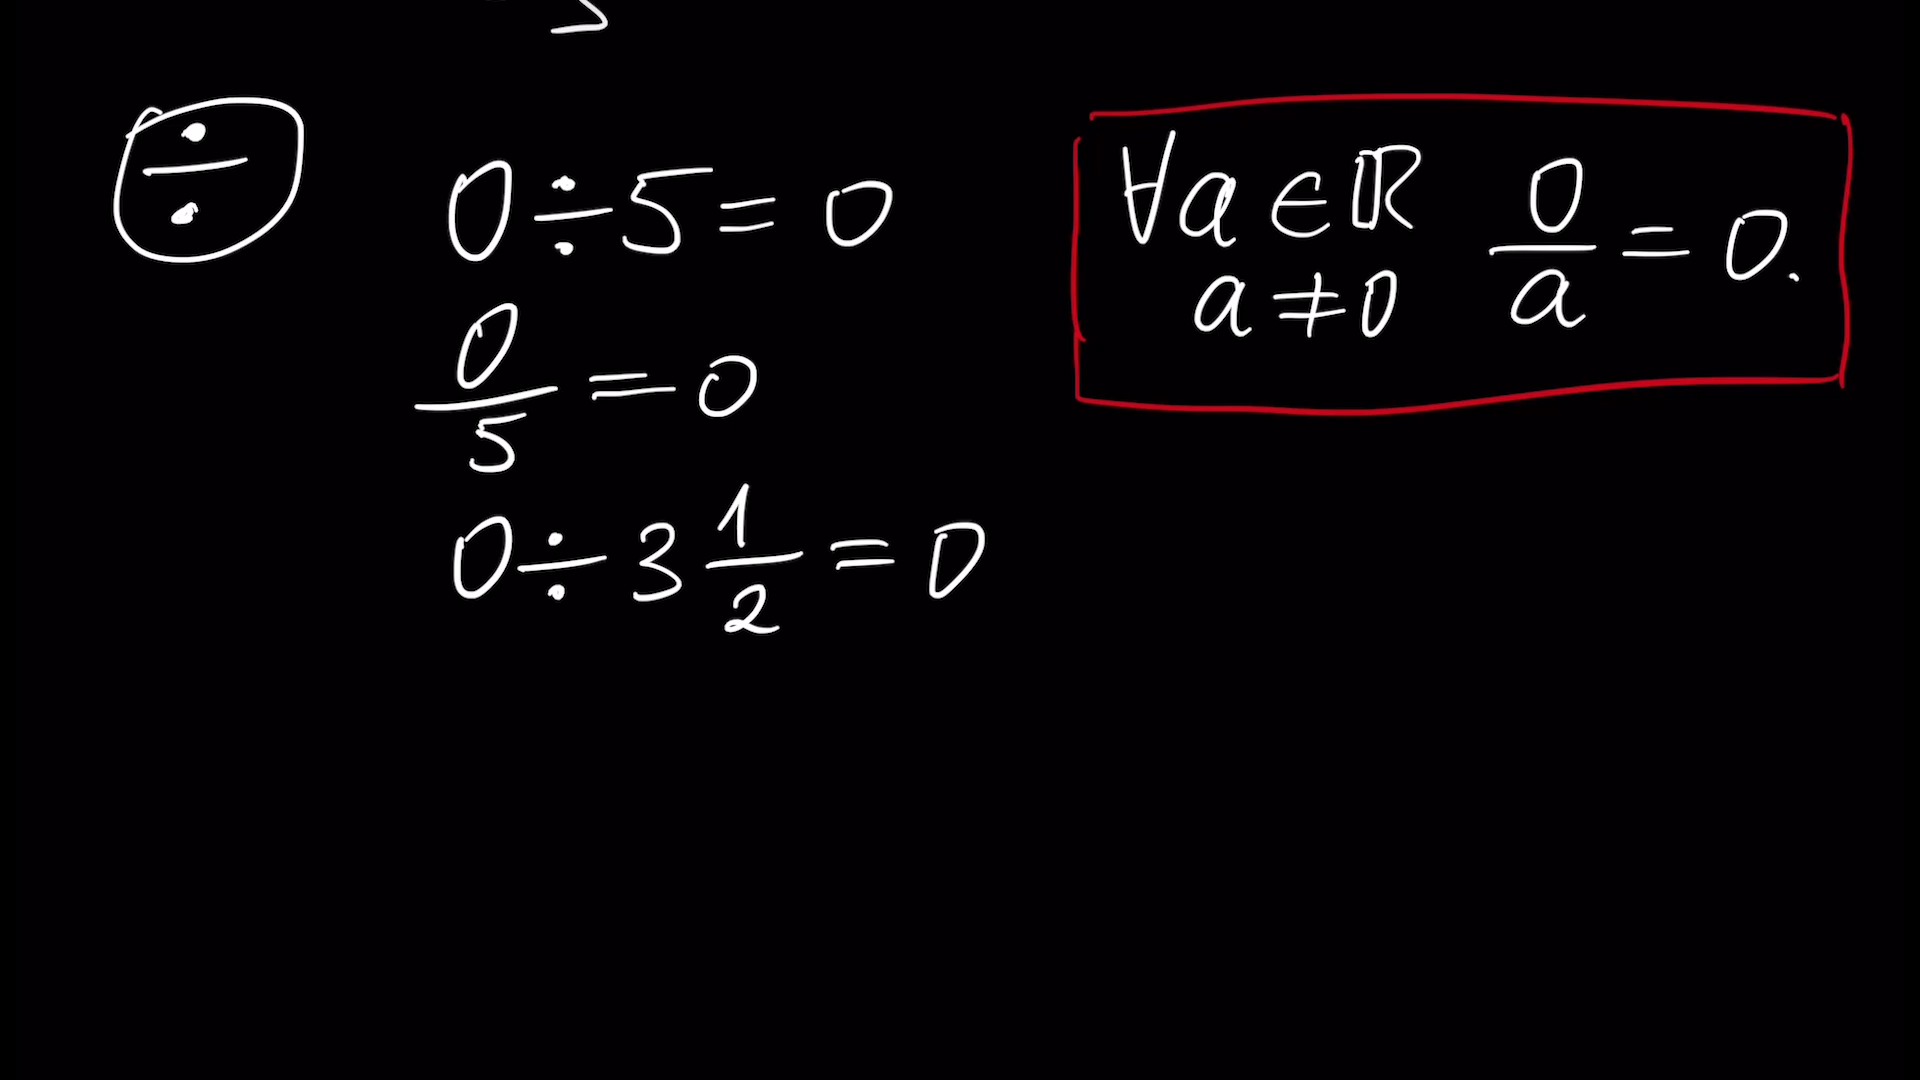 ÷
0 ÷ 5 = 0
0/5 = 0
0 ÷ 3 1/2 = 0
∀a ∈ ℝ 0/a = 0.
a ≠ 0